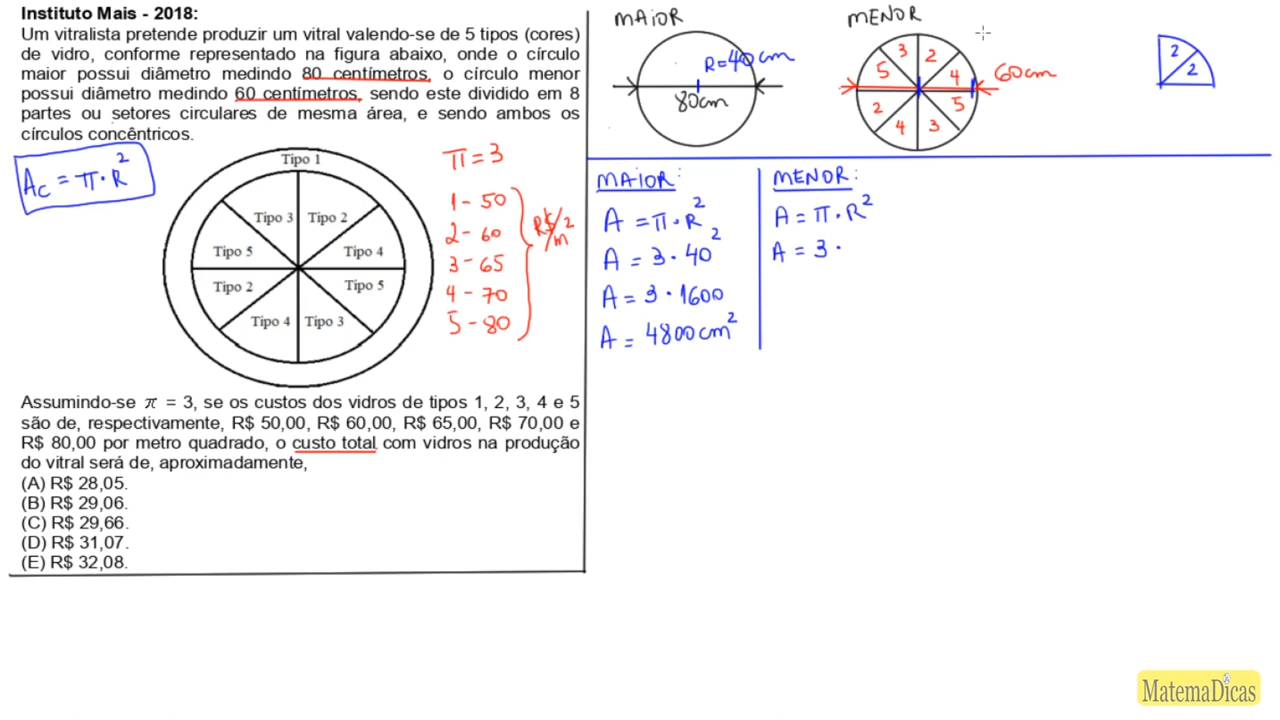 Instituto Mais - 2018:
Um vitralista pretende produzir um vitral valendo-se de 5 tipos (cores)
de vidro, conforme representado na figura abaixo, onde o círculo
maior possui diâmetro medindo 80 centímetros, o círculo menor
possui diâmetro medindo 60 centímetros, sendo este dividido em 8
partes ou setores circulares de mesma área, e sendo ambos os
círculos concêntricos.
Ac = π · R²
Tipo 1
Tipo 3 Tipo 2
Tipo 5 Tipo 4
Tipo 2 Tipo 5
Tipo 4 Tipo 3
π = 3
1 - 50
2 - 60
3 - 65
4 - 70
5 - 80
R$/m²
Assumindo-se π = 3, se os custos dos vidros de tipos 1, 2, 3, 4 e 5
são de, respectivamente, R$ 50,00, R$ 60,00, R$ 65,00, R$ 70,00 e
R$ 80,00 por metro quadrado, o custo total com vidros na produção
do vitral será de, aproximadamente,
(A) R$ 28,05.
(B) R$ 29,06.
(C) R$ 29,66.
(D) R$ 31,07.
(E) R$ 32,08.
MAIOR
R=40cm
80cm
MENOR
3 2
5 4
2 5
4 3
60cm
2
2
MAIOR:
A = π · R²
A = 3 · 40²
A = 3 · 1600
A = 4800cm²
MENOR:
A = π · R²
A = 3 ·
MatemaDicas